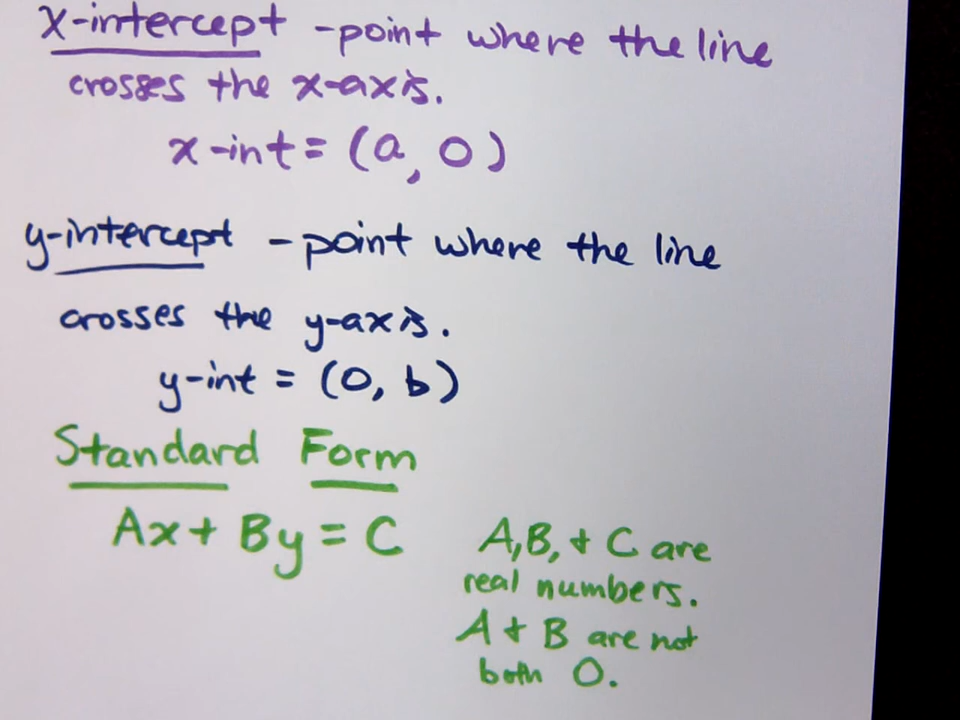 x-intercept - point where the line
crosses the x-axis.
x-int = (a, 0)
y-intercept - point where the line
crosses the y-axis.
y-int = (0, b)
Standard Form
Ax + By = C
A, B, + C are
real numbers.
A + B are not
both 0.